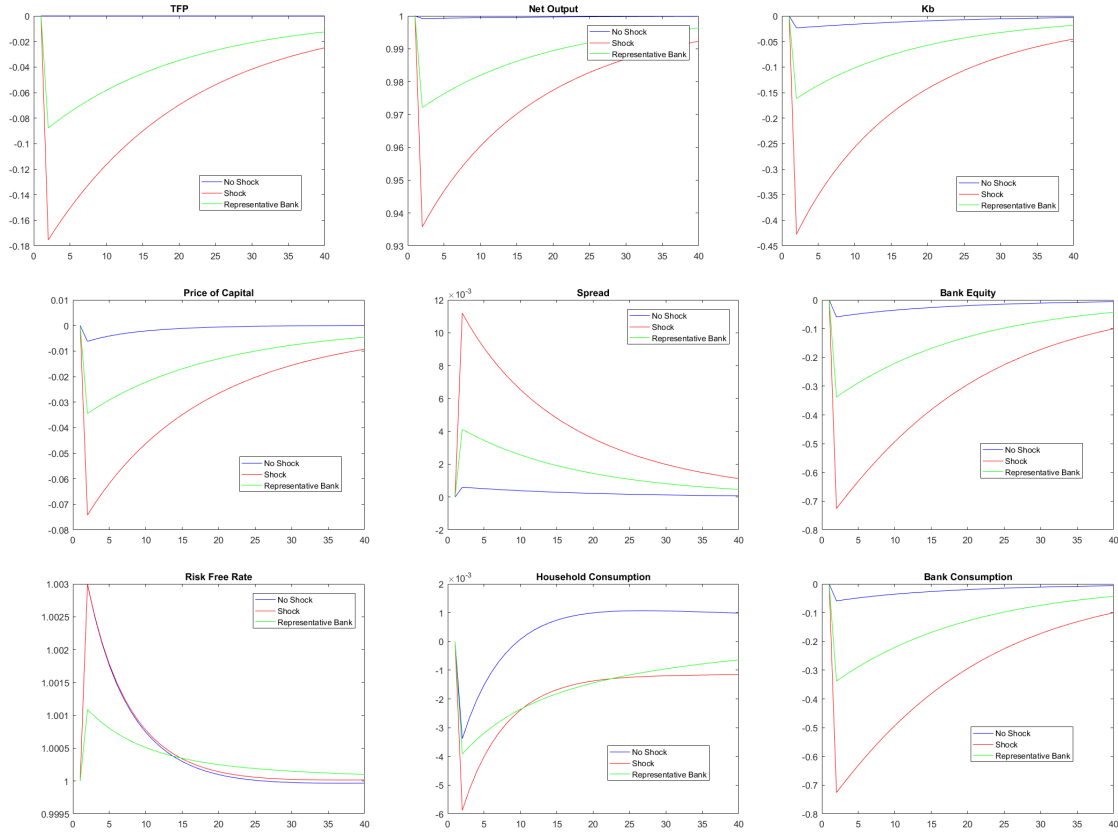 TFP
0
-0.02
-0.04
-0.06
-0.08
-0.1
-0.12
-0.14
-0.16
-0.18
0 5 10 15 20 25 30 35 40
No Shock
Shock
Representative Bank
Net Output
1
0.99
0.98
0.97
0.96
0.95
0.94
0.93
0 5 10 15 20 25 30 35 40
No Shock
Shock
Representative Bank
Kb
0
-0.05
-0.1
-0.15
-0.2
-0.25
-0.3
-0.35
-0.4
-0.45
0 5 10 15 20 25 30 35 40
No Shock
Shock
Representative Bank
Price of Capital
0.01
0
-0.01
-0.02
-0.03
-0.04
-0.05
-0.06
-0.07
-0.08
0 5 10 15 20 25 30 35 40
No Shock
Shock
Representative Bank
Spread
× 10⁻³
12
10
8
6
4
2
0
-2
0 5 10 15 20 25 30 35 40
No Shock
Shock
Representative Bank
Bank Equity
0
-0.1
-0.2
-0.3
-0.4
-0.5
-0.6
-0.7
-0.8
0 5 10 15 20 25 30 35 40
No Shock
Shock
Representative Bank
Risk Free Rate
1.003
1.0025
1.002
1.0015
1.001
1.0005
1
0.9995
0 5 10 15 20 25 30 35 40
No Shock
Shock
Representative Bank
Household Consumption
× 10⁻³
2
1
0
-1
-2
-3
-4
-5
-6
0 5 10 15 20 25 30 35 40
No Shock
Shock
Representative Bank
Bank Consumption
0
-0.1
-0.2
-0.3
-0.4
-0.5
-0.6
-0.7
-0.8
0 5 10 15 20 25 30 35 40
No Shock
Shock
Representative Bank